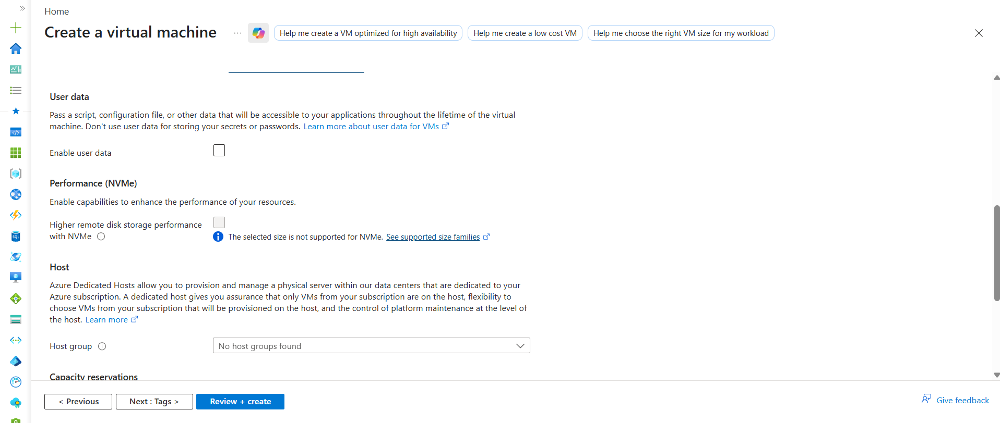 Home
Create a virtual machine
...
Help me create a VM optimized for high availability
Help me create a low cost VM
Help me choose the right VM size for my workload
User data
Pass a script, configuration file, or other data that will be accessible to your applications throughout the lifetime of the virtual
machine. Don't use user data for storing your secrets or passwords. Learn more about user data for VMs
Enable user data
Performance (NVMe)
Enable capabilities to enhance the performance of your resources.
Higher remote disk storage performance
with NVMe
The selected size is not supported for NVMe. See supported size families
Host
Azure Dedicated Hosts allow you to provision and manage a physical server within our data centers that are dedicated to your
Azure subscription. A dedicated host gives you assurance that only VMs from your subscription are on the host, flexibility to
choose VMs from your subscription that will be provisioned on the host, and the control of platform maintenance at the level of
the host. Learn more
Host group
No host groups found
Capacity reservations
< Previous
Next : Tags >
Review + create
Give feedback